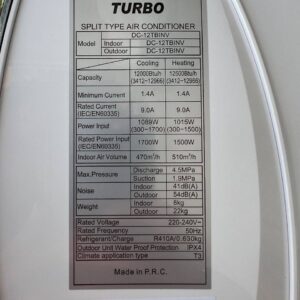 TURBO
SPLIT TYPE AIR CONDITIONER
Model DC-12TBINV
Indoor DC-12TBINV
Outdoor DC-12TBINV
Cooling Heating
Capacity 12000Btu/h (3412~12966) 12500Btu/h (3412~12966)
Minimum Current 1.4A 1.4A
Rated Current (IEC/EN60335) 9.0A 9.0A
Power Input 1089W (300~1700) 1015W (300~1500)
Rated Power Input (IEC/EN60335) 1700W 1500W
Indoor Air Volume 470m³/h 510m³/h
Max.Pressure Discharge 4.5MPa
Suction 1.9MPa
Noise Indoor 41dB(A)
Outdoor 54dB(A)
Weight Indoor 8kg
Outdoor 27kg
Rated Voltage 220-240V~
Rated Frequency 50Hz
Refrigerant/Charge R410A/0.630kg
Outdoor Unit Water Proof Protection IPX4
Climate application type T3
Made in P.R.C.